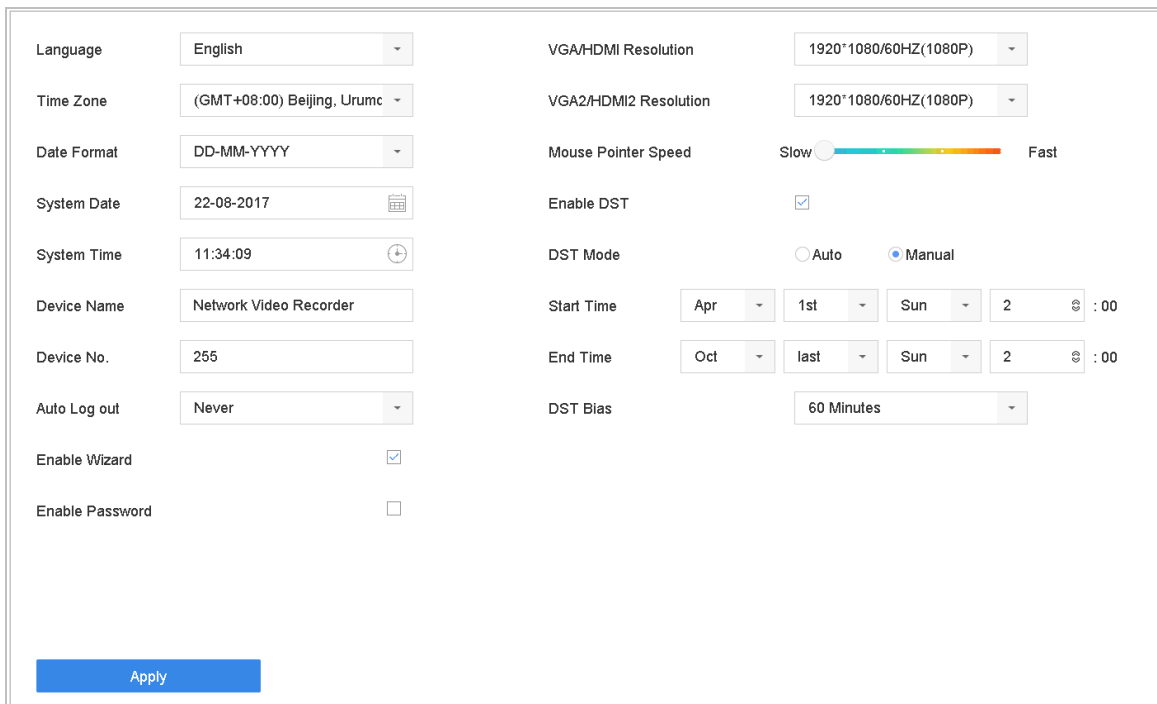 Language English
Time Zone (GMT+08:00) Beijing, Urumc
Date Format DD-MM-YYYY
System Date 22-08-2017
System Time 11:34:09
Device Name Network Video Recorder
Device No. 255
Auto Log out Never
Enable Wizard
Enable Password
VGA/HDMI Resolution 1920*1080/60HZ(1080P)
VGA2/HDMI2 Resolution 1920*1080/60HZ(1080P)
Mouse Pointer Speed Slow Fast
Enable DST
DST Mode Auto Manual
Start Time Apr 1st Sun 2 : 00
End Time Oct last Sun 2 : 00
DST Bias 60 Minutes
Apply